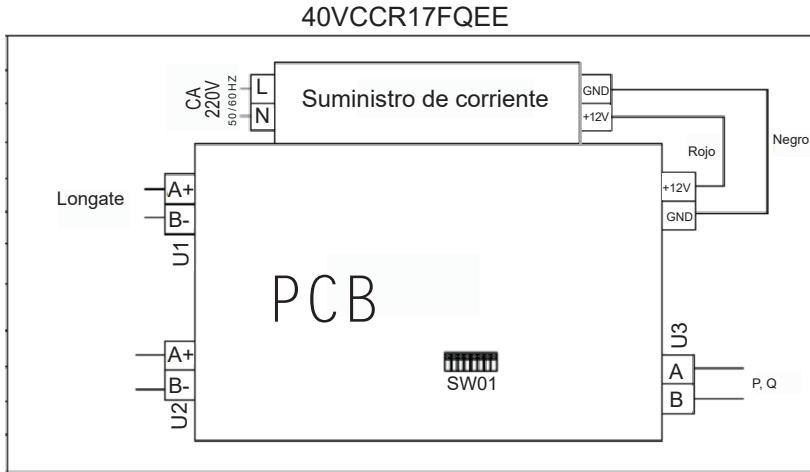 40VCCR17FQEE
CA
220V
50/60HZ
L
N
Suministro de corriente
GND
+12V
Rojo
Negro
Longate
A+
B-
U1
+12V
GND
PCB
A+
B-
U2
SW01
U3
A
B
P, Q